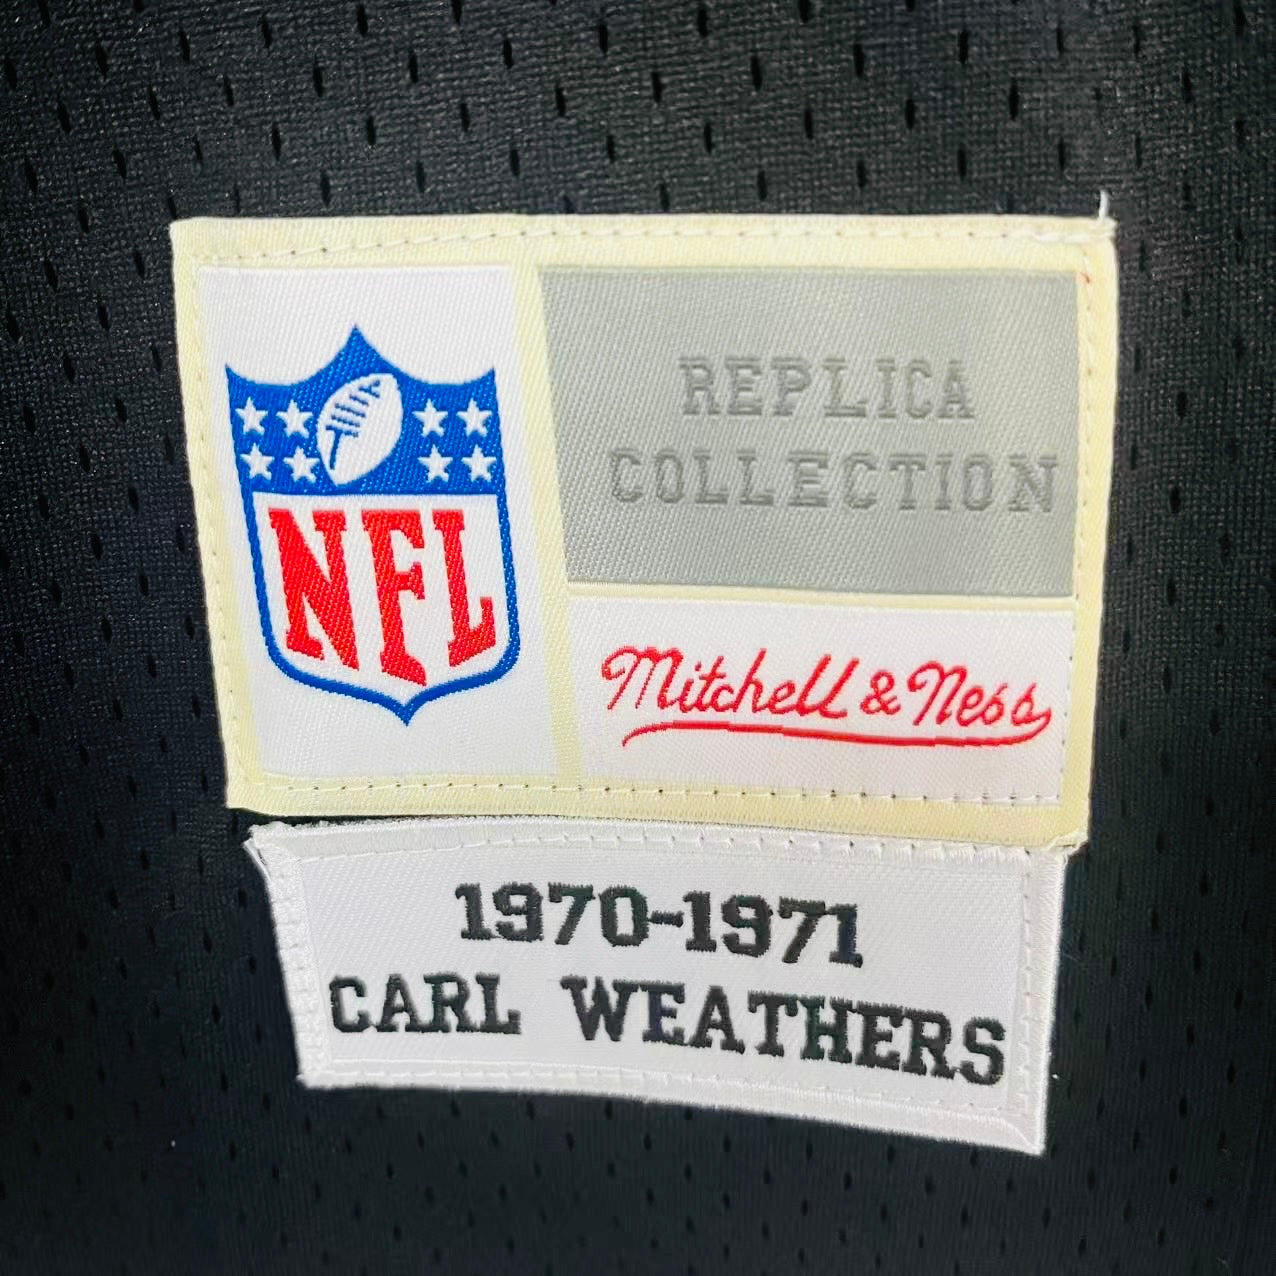 NFL
REPLICA
COLLECTION
Mitchell & Ness
1970-1971
CARL WEATHERS